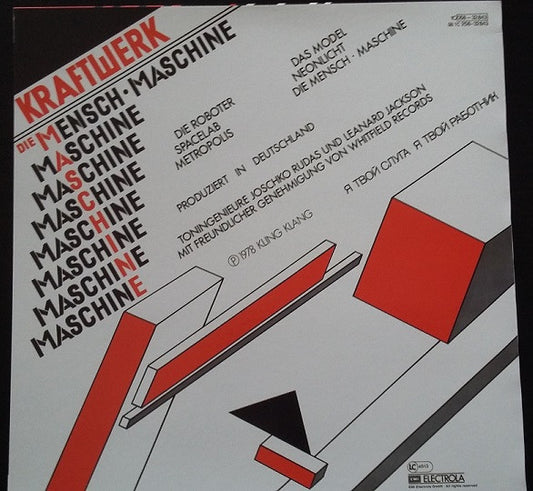 KRAFTWERK
DIE MENSCH·MASCHINE
MASCHINE
MASCHINE
MASCHINE
MASCHINE
MASCHINE
MASCHINE
MASCHINE
DIE ROBOTER
SPACELAB
METROPOLIS
DAS MODEL
NEONLICHT
DIE MENSCH·MASCHINE
PRODUZIERT IN DEUTSCHLAND
TONINGENIEURE JOSCHKO RUDAS UND LEANARD JACKSON
MIT FREUNDLICHER GENEHMIGUNG VON WHITFIELD RECORDS
Ⓟ 1978 KLING KLANG
Я ТВОЙ СЛУГА Я ТВОЙ РАБОТНИК
LC
EMI ELECTROLA